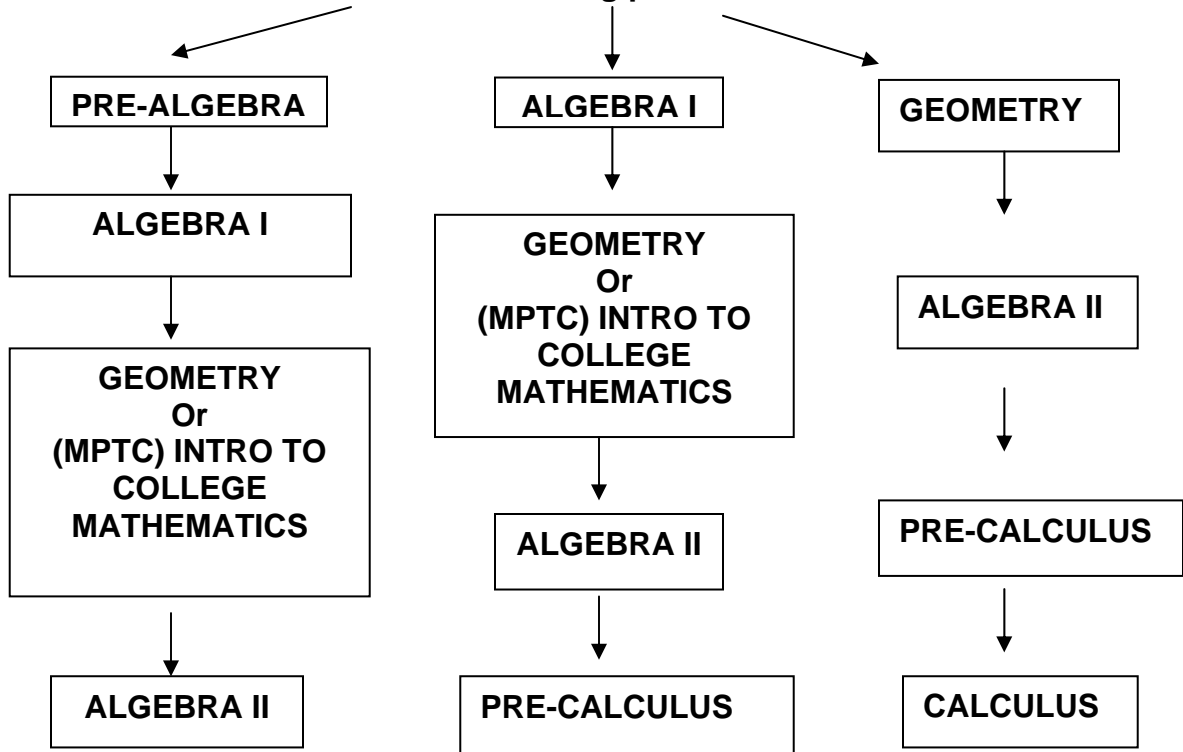 PRE-ALGEBRA
ALGEBRA I
GEOMETRY
Or
(MPTC) INTRO TO
COLLEGE
MATHEMATICS
ALGEBRA II
ALGEBRA I
GEOMETRY
Or
(MPTC) INTRO TO
COLLEGE
MATHEMATICS
ALGEBRA II
PRE-CALCULUS
GEOMETRY
ALGEBRA II
PRE-CALCULUS
CALCULUS